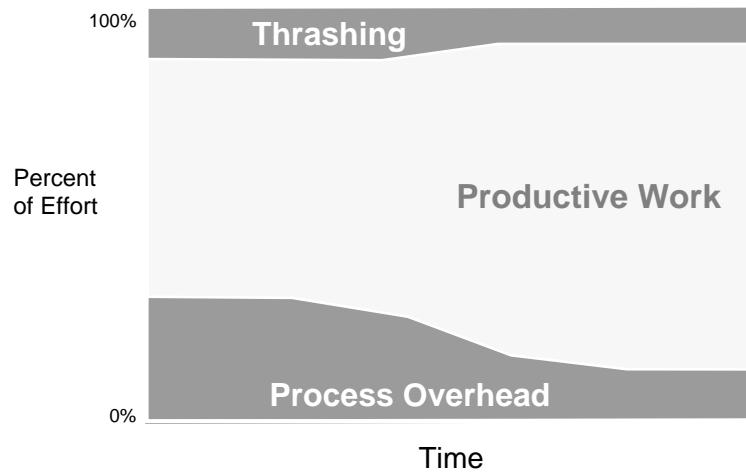 100%
Thrashing
Percent
of Effort
Productive Work
Process Overhead
0%
Time